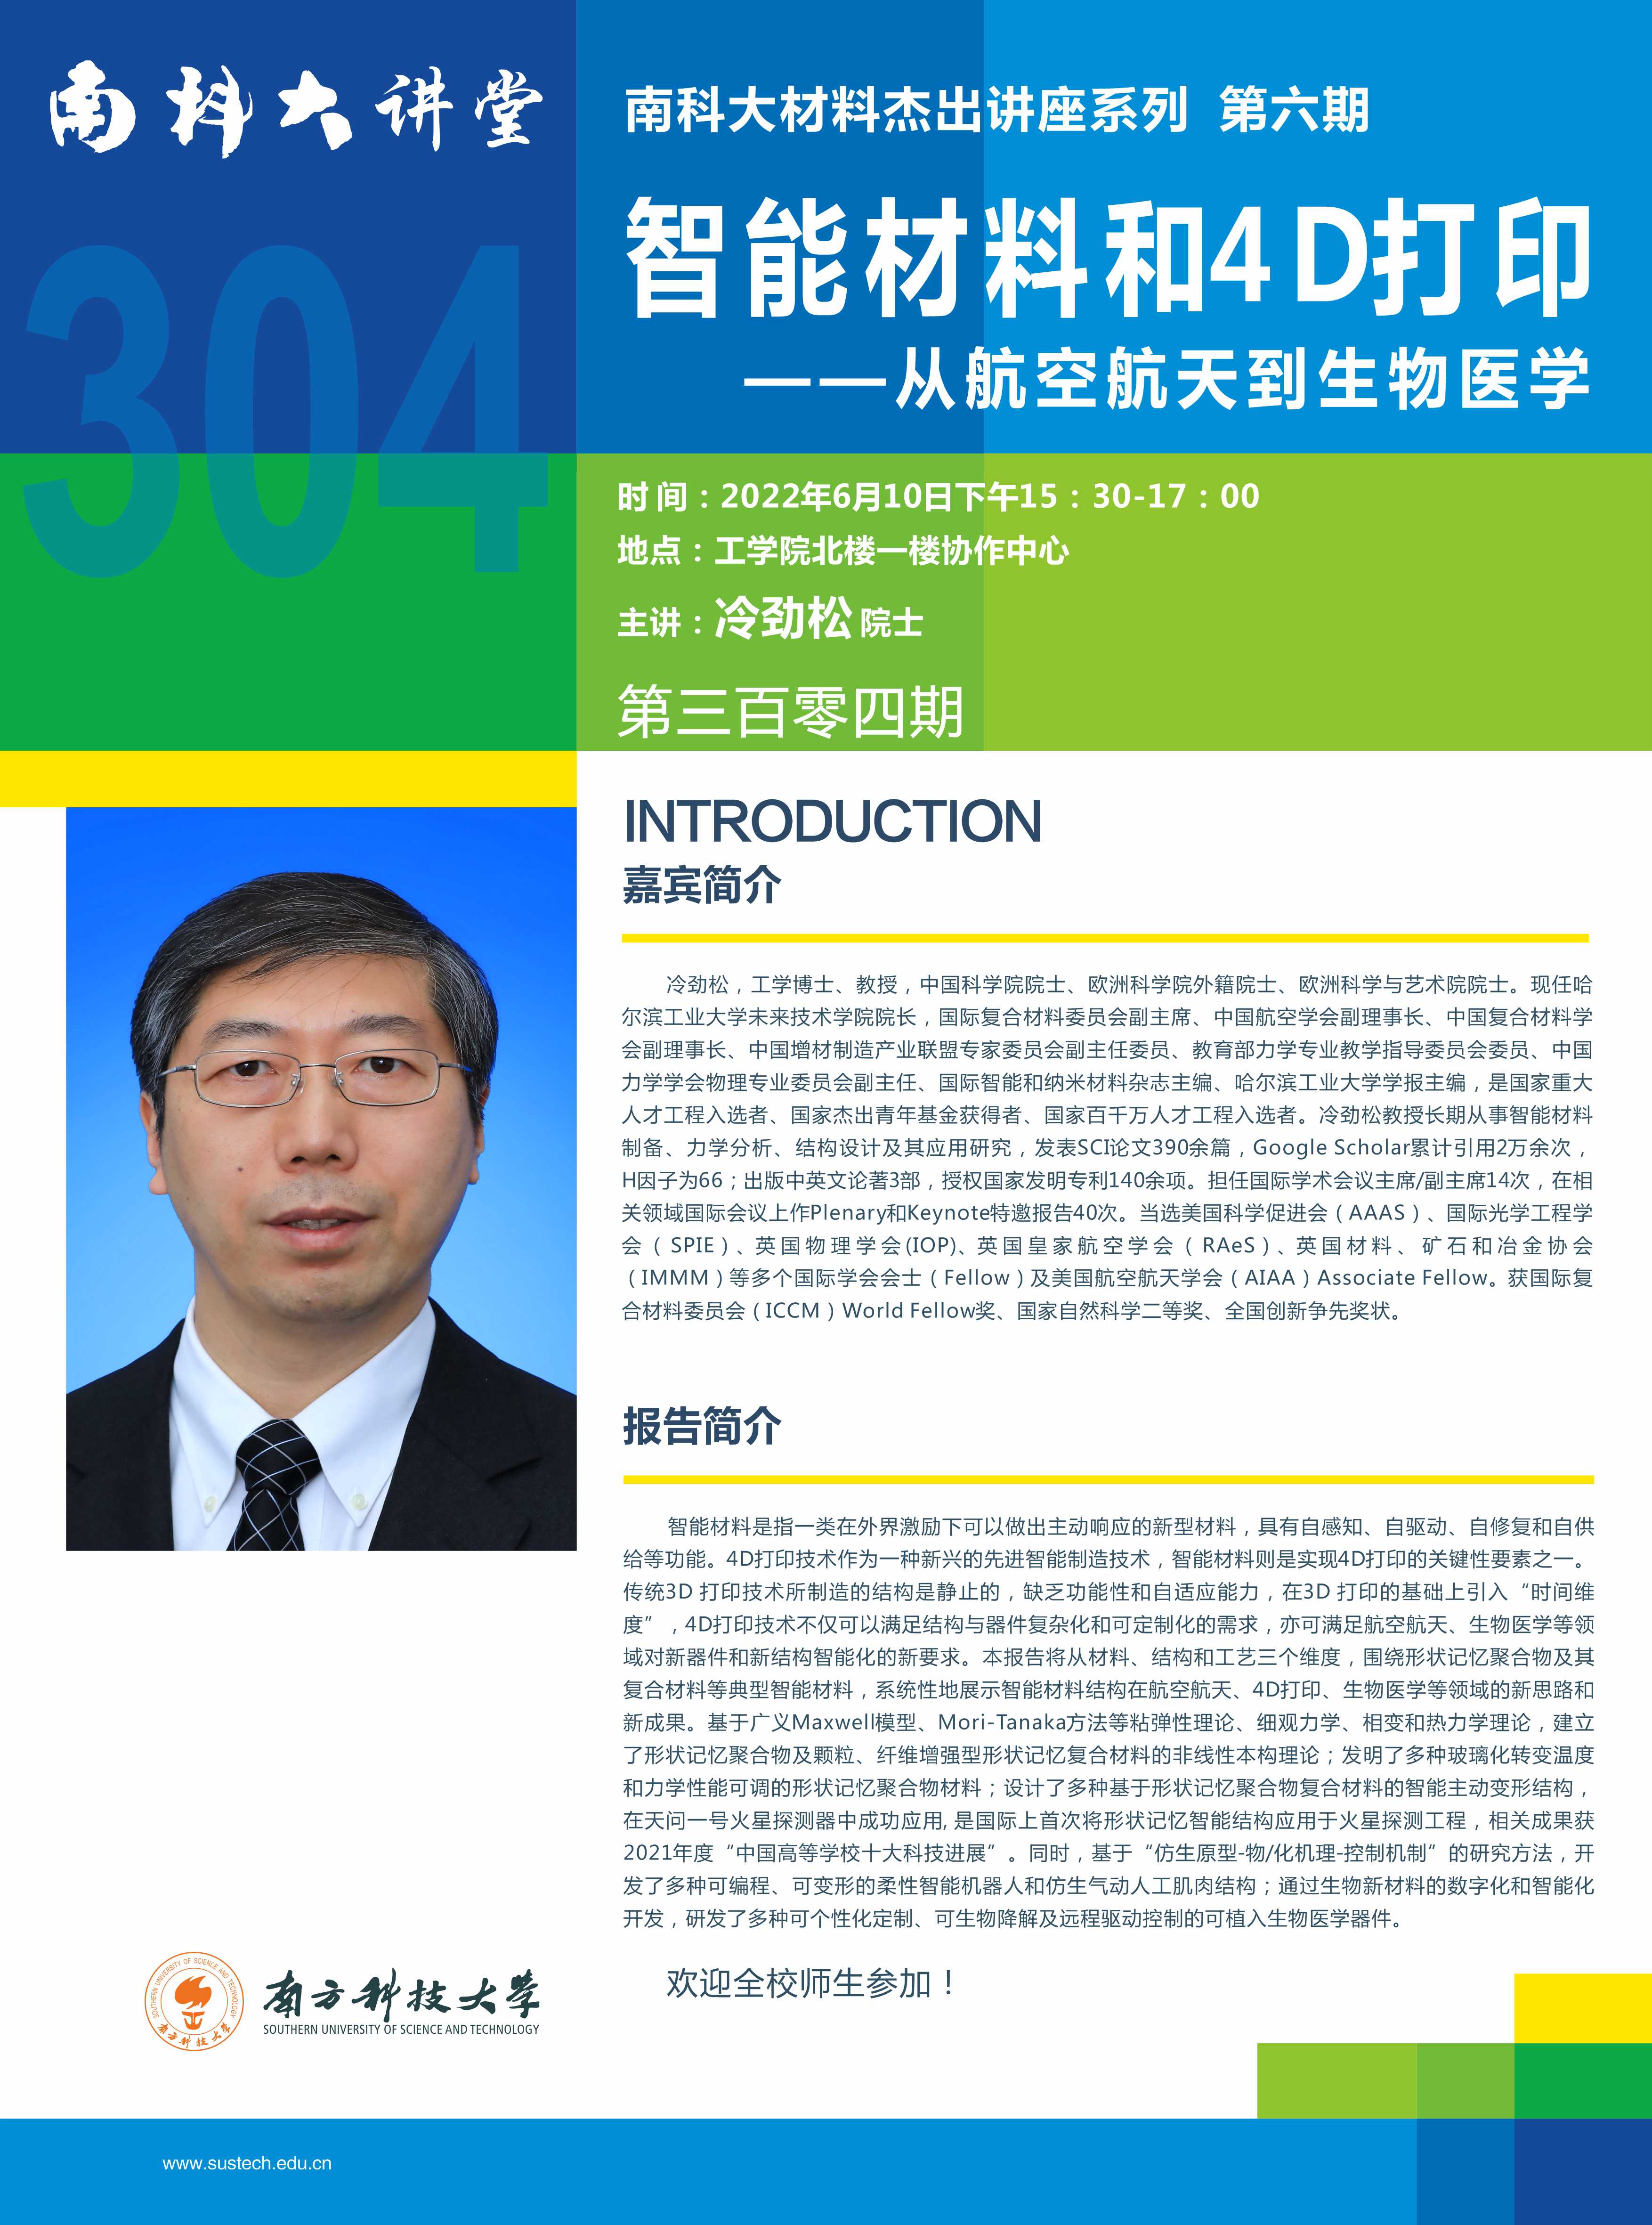 南科大讲堂
304
南科大材料杰出讲座系列 第六期
智能材料和4D打印
——从航空航天到生物医学
时 间：2022年6月10日下午15：30-17：00
地点：工学院北楼一楼协作中心
主讲：冷劲松 院士
第三百零四期
INTRODUCTION
嘉宾简介
冷劲松，工学博士、教授，中国科学院院士、欧洲科学院外籍院士、欧洲科学与艺术院院士。现任哈
尔滨工业大学未来技术学院院长，国际复合材料委员会副主席、中国航空学会副理事长、中国复合材料学
会副理事长、中国增材制造产业联盟专家委员会副主任委员、教育部力学专业教学指导委员会委员、中国
力学学会物理专业委员会副主任、国际智能和纳米材料杂志主编、哈尔滨工业大学学报主编，是国家重大
人才工程入选者、国家杰出青年基金获得者、国家百千万人才工程入选者。冷劲松教授长期从事智能材料
制备、力学分析、结构设计及其应用研究，发表SCI论文390余篇，Google Scholar累计引用2万余次，
H因子为66；出版中英文论著3部，授权国家发明专利140余项。担任国际学术会议主席/副主席14次，在相
关领域国际会议上作Plenary和Keynote特邀报告40次。当选美国科学促进会（AAAS）、国际光学工程学
会（SPIE）、英国物理学会(IOP)、英国皇家航空学会（RAeS）、英国材料、矿石和冶金协会
（IMMM）等多个国际学会会士（Fellow）及美国航空航天学会（AIAA）Associate Fellow。获国际复
合材料委员会（ICCM）World Fellow奖、国家自然科学二等奖、全国创新争先奖状。
报告简介
智能材料是指一类在外界激励下可以做出主动响应的新型材料，具有自感知、自驱动、自修复和自供
给等功能。4D打印技术作为一种新兴的先进智能制造技术，智能材料则是实现4D打印的关键性要素之一。
传统3D 打印技术所制造的结构是静止的，缺乏功能性和自适应能力，在3D 打印的基础上引入“时间维
度”，4D打印技术不仅可以满足结构与器件复杂化和可定制化的需求，亦可满足航空航天、生物医学等领
域对新器件和新结构智能化的新要求。本报告将从材料、结构和工艺三个维度，围绕形状记忆聚合物及其
复合材料等典型智能材料，系统性地展示智能材料结构在航空航天、4D打印、生物医学等领域的新思路和
新成果。基于广义Maxwell模型、Mori-Tanaka方法等粘弹性理论、细观力学、相变和热力学理论，建立
了形状记忆聚合物及颗粒、纤维增强型形状记忆复合材料的非线性本构理论；发明了多种玻璃化转变温度
和力学性能可调的形状记忆聚合物材料；设计了多种基于形状记忆聚合物复合材料的智能主动变形结构，
在天问一号火星探测器中成功应用, 是国际上首次将形状记忆智能结构应用于火星探测工程，相关成果获
2021年度“中国高等学校十大科技进展”。同时，基于“仿生原型-物/化机理-控制机制”的研究方法，开
发了多种可编程、可变形的柔性智能机器人和仿生气动人工肌肉结构；通过生物新材料的数字化和智能化
开发，研发了多种可个性化定制、可生物降解及远程驱动控制的可植入生物医学器件。
欢迎全校师生参加！
SOUTHERN UNIVERSITY OF SCIENCE AND TECHNOLOGY
南方科技大学
南方科技大学
SOUTHERN UNIVERSITY OF SCIENCE AND TECHNOLOGY
www.sustech.edu.cn